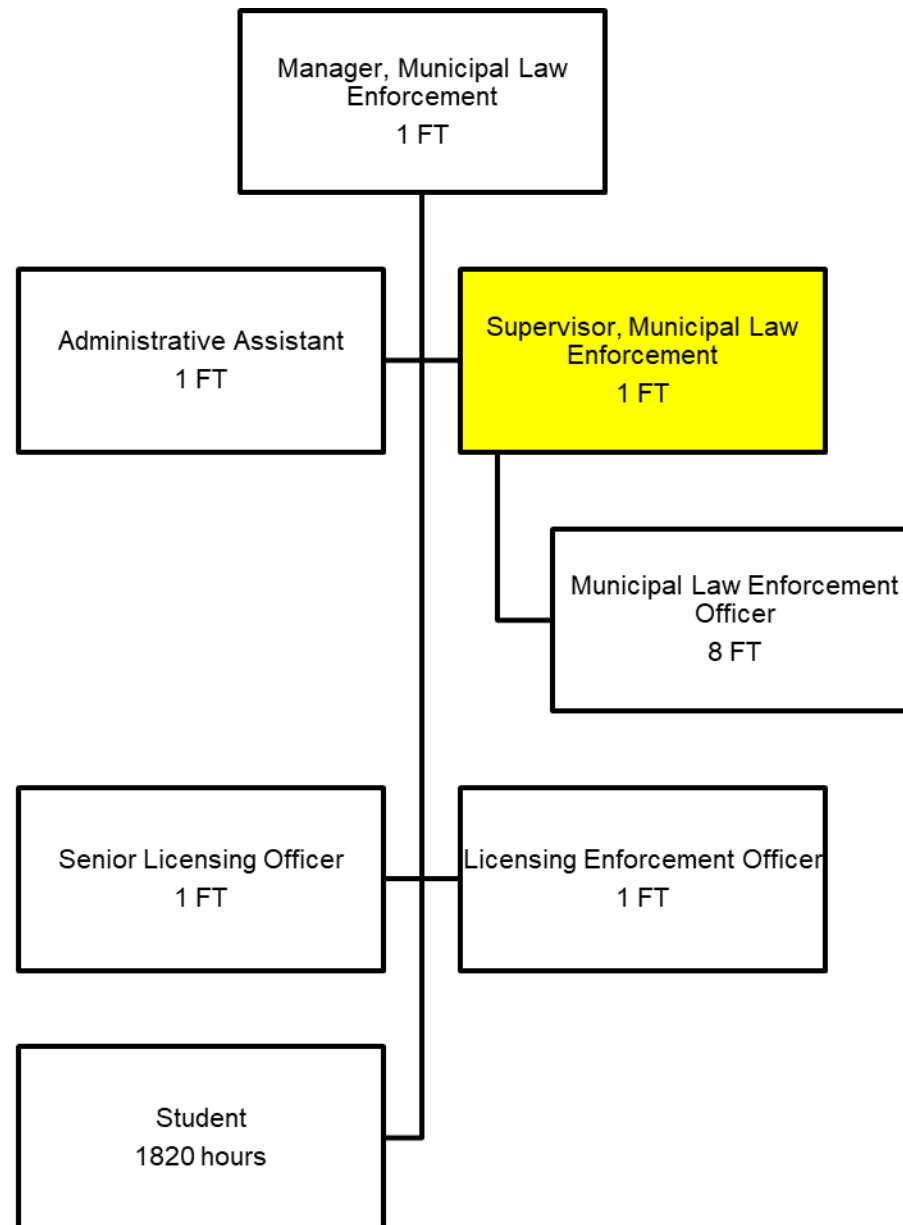 Manager, Municipal Law
Enforcement
1 FT
Administrative Assistant
1 FT
Supervisor, Municipal Law
Enforcement
1 FT
Municipal Law Enforcement
Officer
8 FT
Senior Licensing Officer
1 FT
Licensing Enforcement Officer
1 FT
Student
1820 hours